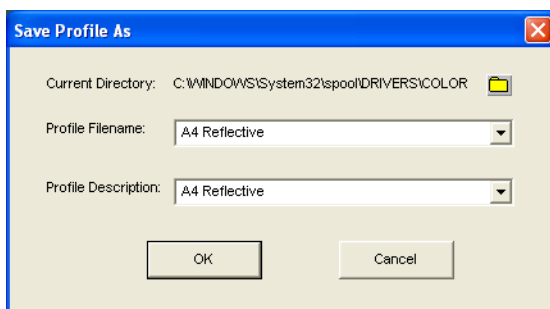 Save Profile As
Current Directory: C:\WINDOWS\System32\spool\DRIVERS\COLOR
Profile Filename: A4 Reflective
Profile Description: A4 Reflective
OK Cancel